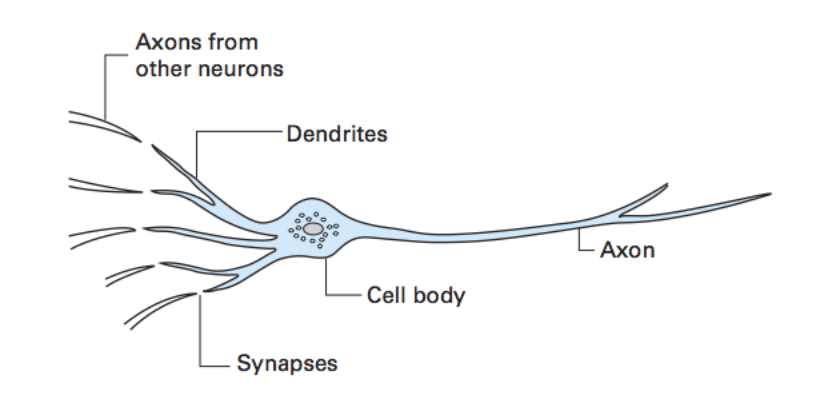 Axons from
other neurons
Dendrites
Axon
Cell body
Synapses